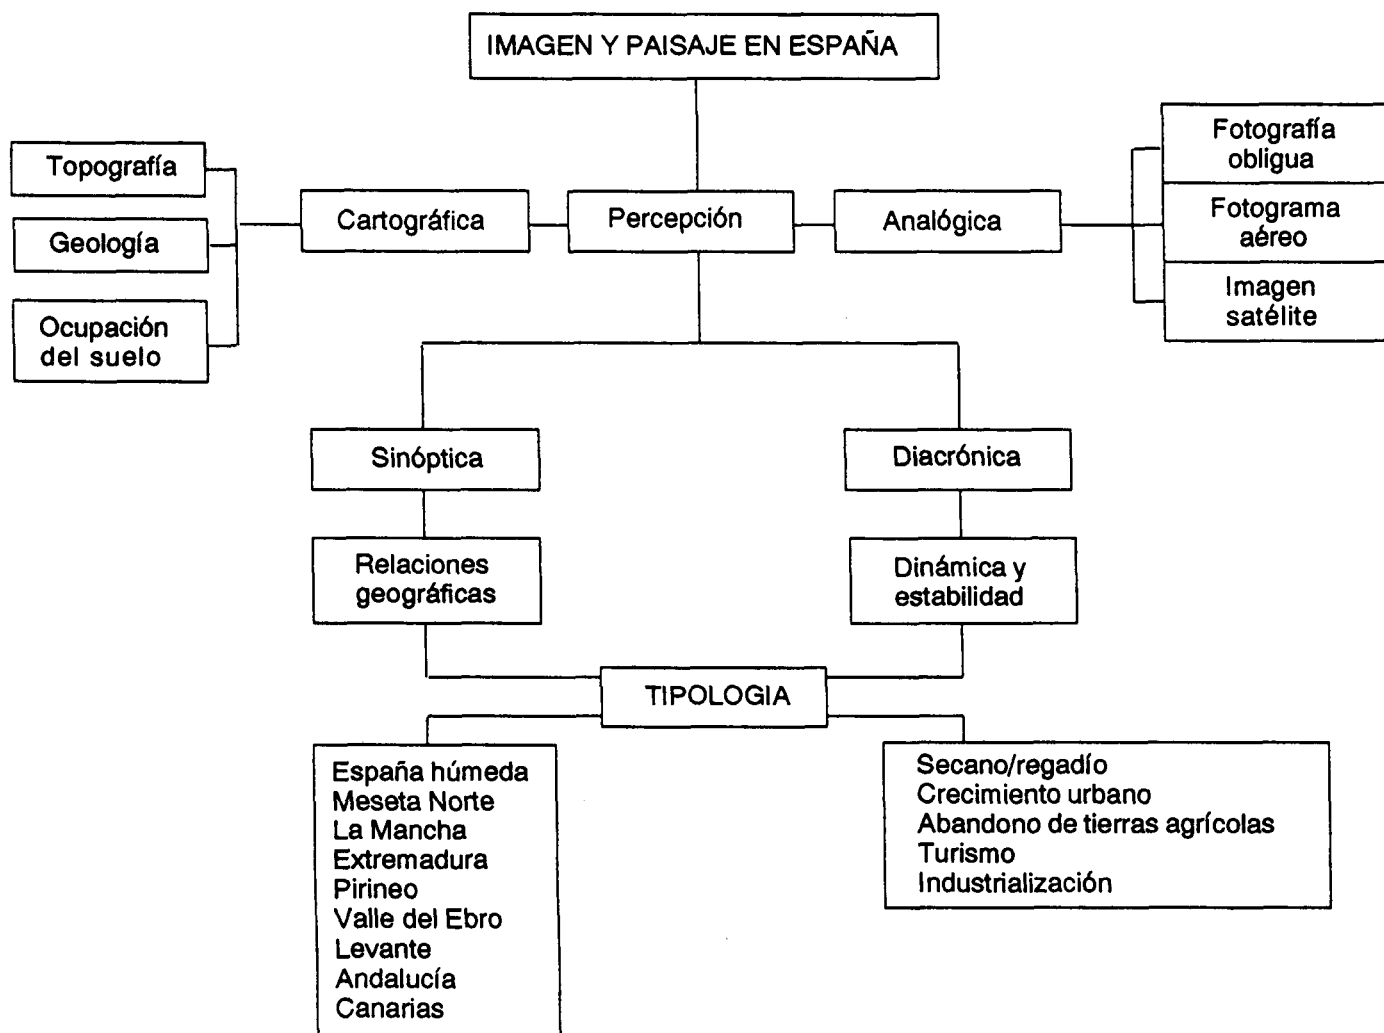 IMAGEN Y PAISAJE EN ESPAÑA
Topografía
Geología
Ocupación
del suelo
Cartográfica
Percepción
Analógica
Fotografía
obligua
Fotograma
aéreo
Imagen
satélite
Sinóptica
Diacrónica
Relaciones
geográficas
Dinámica y
estabilidad
TIPOLOGIA
España húmeda
Meseta Norte
La Mancha
Extremadura
Pirineo
Valle del Ebro
Levante
Andalucía
Canarias
Secano/regadío
Crecimiento urbano
Abandono de tierras agrícolas
Turismo
Industrialización